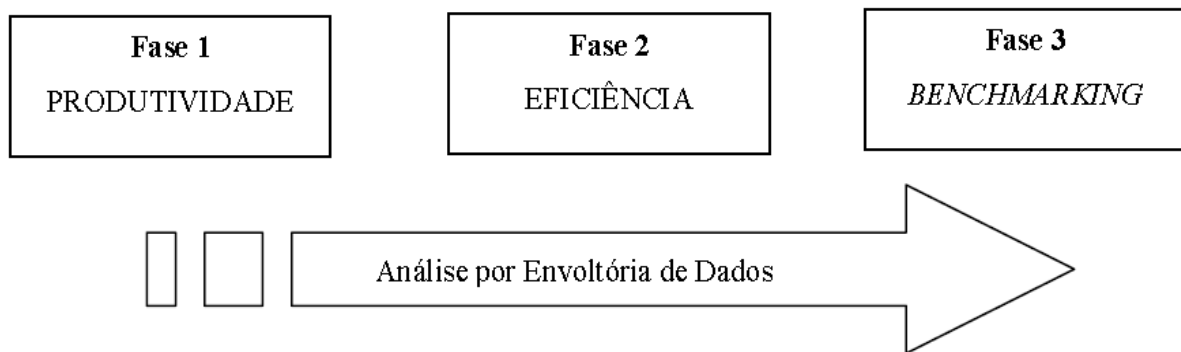 Fase 1
PRODUTIVIDADE
Fase 2
EFICIÊNCIA
Fase 3
BENCHMARKING
Análise por Envoltória de Dados